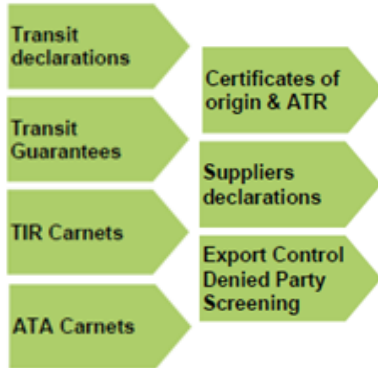 Transit
declarations
Transit
Guarantees
TIR Carnets
ATA Carnets
Certificates of
origin & ATR
Suppliers
declarations
Export Control
Denied Party
Screening